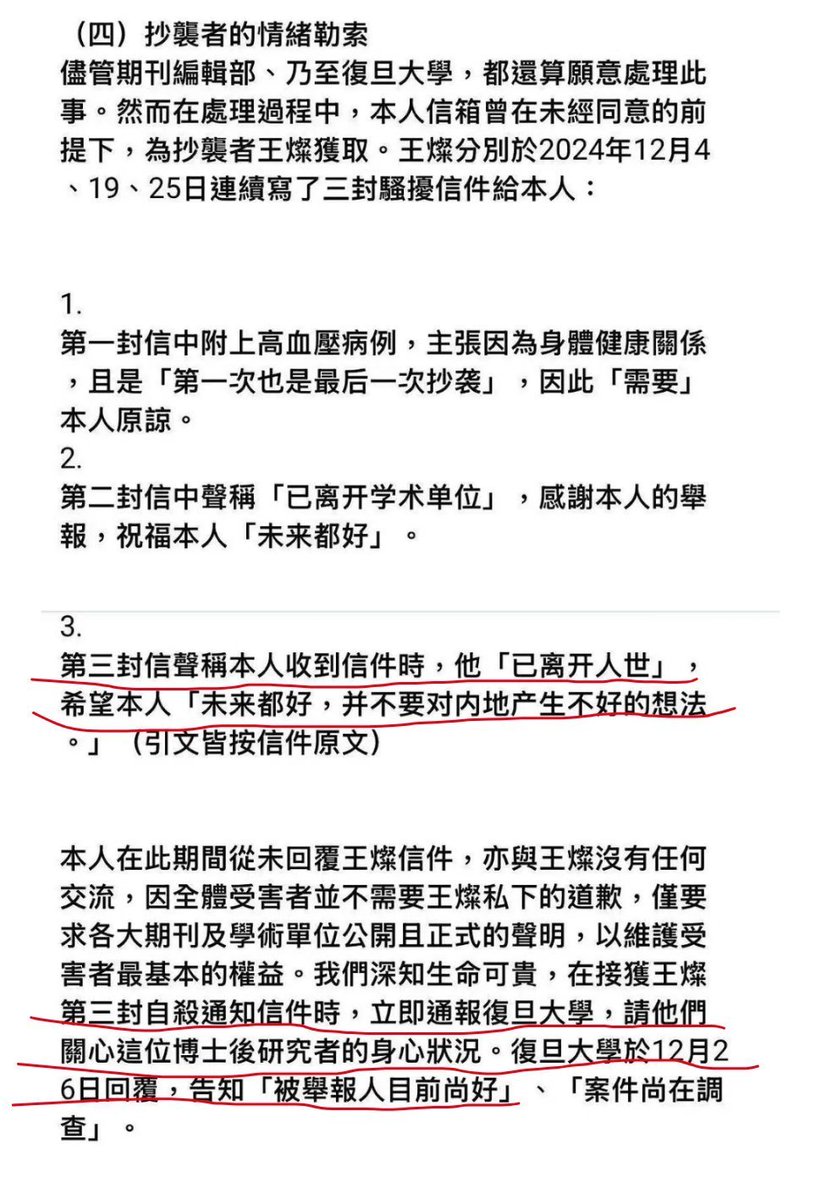 （四）抄襲者的情緒勒索
儘管期刊編輯部、乃至復旦大學，都還算願意處理此
事。然而在處理過程中，本人信箱曾在未經同意的前
提下，為抄襲者王燦獲取。王燦分別於2024年12月4
、19、25日連續寫了三封騷擾信件給本人：
1.
第一封信中附上高血壓病例，主張因為身體健康關係
，且是「第一次也是最后一次抄袭」，因此「需要」
本人原諒。
2.
第二封信中聲稱「已离开学术单位」，感謝本人的舉
報，祝福本人「未来都好」。
3.
第三封信聲稱本人收到信件時，他「已离开人世」，
希望本人「未来都好，并不要对内地产生不好的想法
。」（引文皆按信件原文）
本人在此期間從未回覆王燦信件，亦與王燦沒有任何
交流，因全體受害者並不需要王燦私下的道歉，僅要
求各大期刊及學術單位公開且正式的聲明，以維護受
害者最基本的權益。我們深知生命可貴，在接獲王燦
第三封自殺通知信件時，立即通報復旦大學，請他們
關心這位博士後研究者的身心狀況。復旦大學於12月2
6日回覆，告知「被舉報人目前尚好」、「案件尚在調
查」。